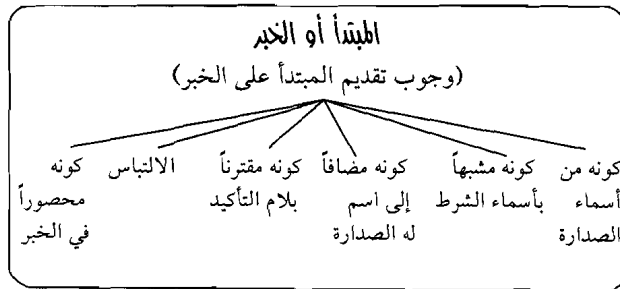 المبتدأ أو الخبر
(وجوب تقديم المبتدأ على الخبر)
كونه من أسماء الصدارة
كونه مشبهاً بأسماء الشرط
كونه مضافاً إلى اسم له الصدارة
كونه مقترناً بلام التأكيد
الالتباس
كونه محصوراً في الخبر